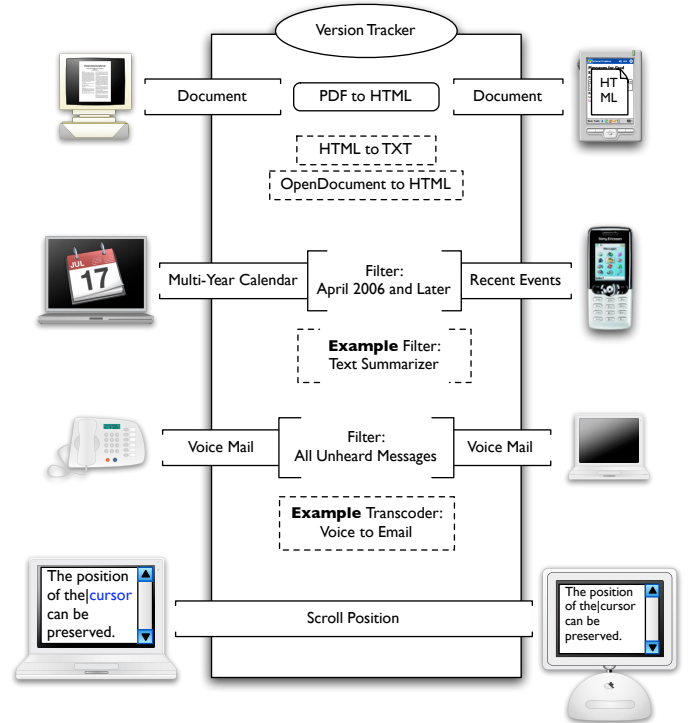 Version Tracker
Document
PDF to HTML
Document
HT
ML
HTML to TXT
OpenDocument to HTML
JUL
17
Multi-Year Calendar
Filter:
April 2006 and Later
Recent Events
Sony Ericsson
Example Filter:
Text Summarizer
Voice Mail
Filter:
All Unheard Messages
Voice Mail
Example Transcoder:
Voice to Email
The position
of the|cursor
can be
preserved.
Scroll Position
The position
of the|cursor
can be
preserved.